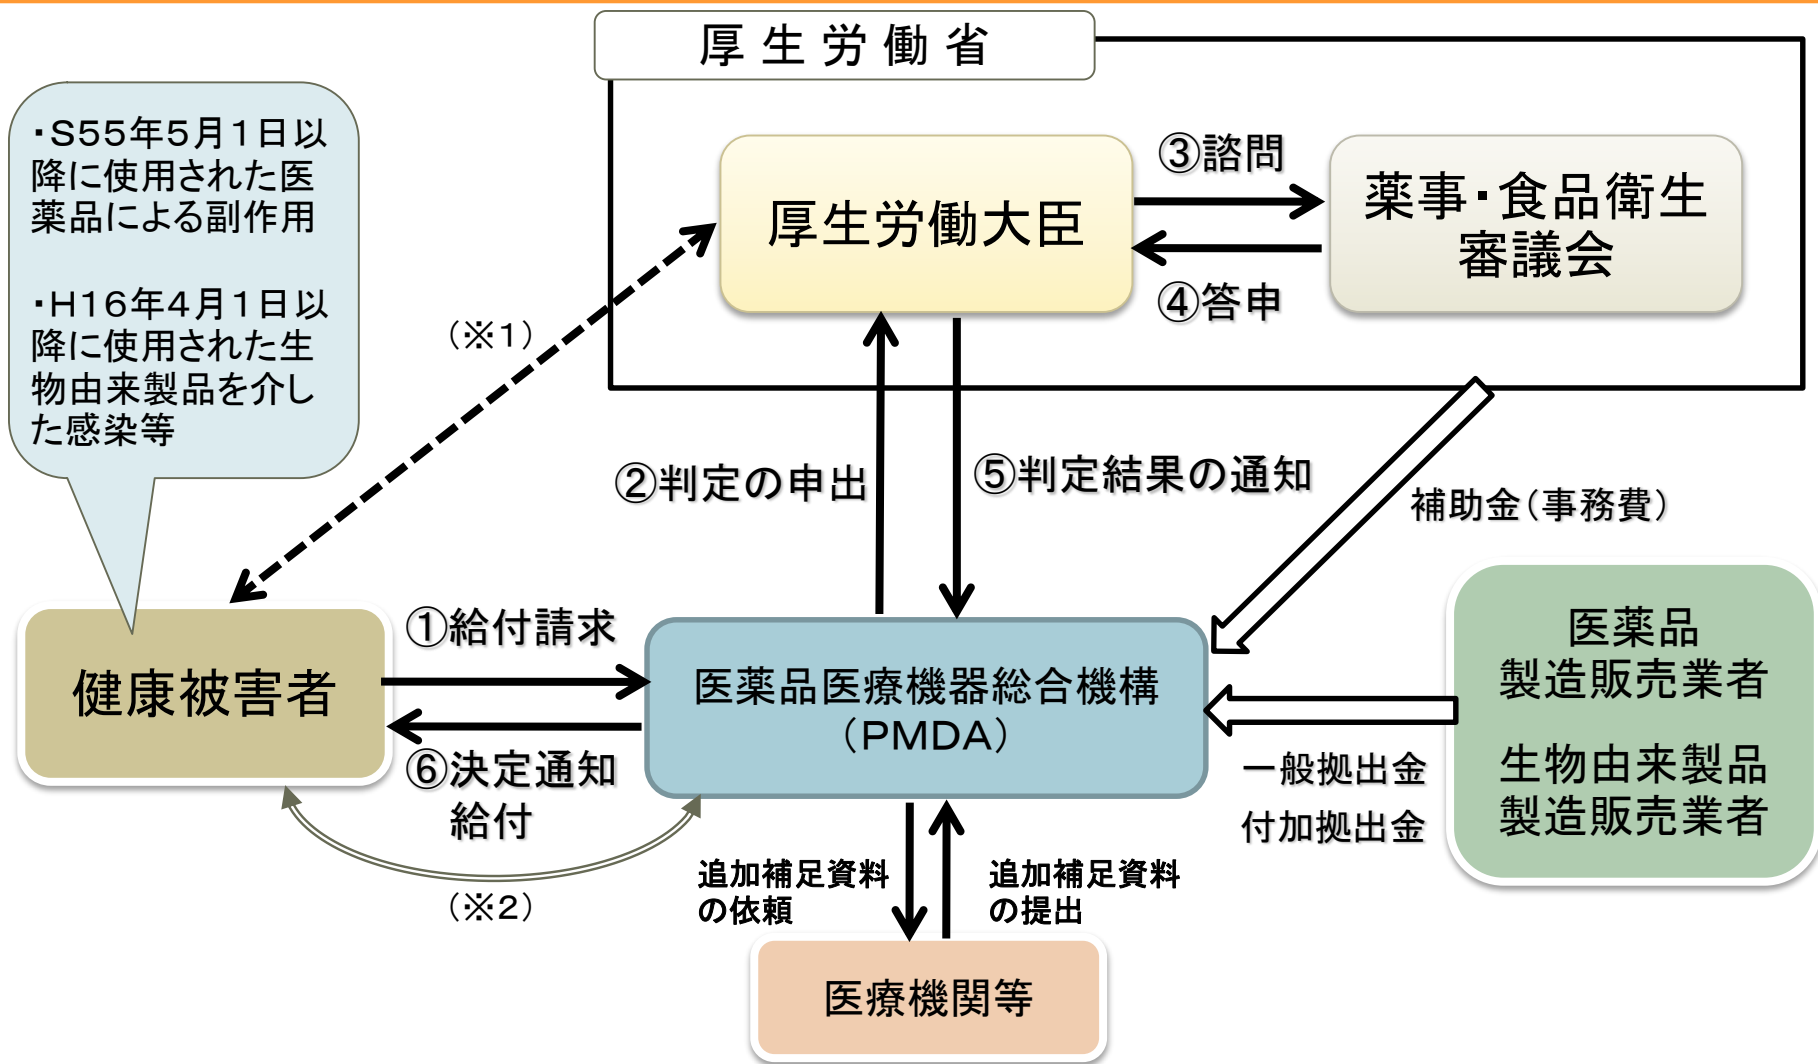 厚生労働省
・S55年5月1日以
降に使用された医
薬品による副作用
・H16年4月1日以
降に使用された生
物由来製品を介し
た感染等
厚生労働大臣
③諮問
④答申
薬事・食品衛生
審議会
(※1)
②判定の申出
⑤判定結果の通知
補助金(事務費)
健康被害者
①給付請求
⑥決定通知
給付
(※2)
医薬品医療機器総合機構
(PMDA)
一般拠出金
付加拠出金
医薬品
製造販売業者
生物由来製品
製造販売業者
追加補足資料
の依頼
追加補足資料
の提出
医療機関等